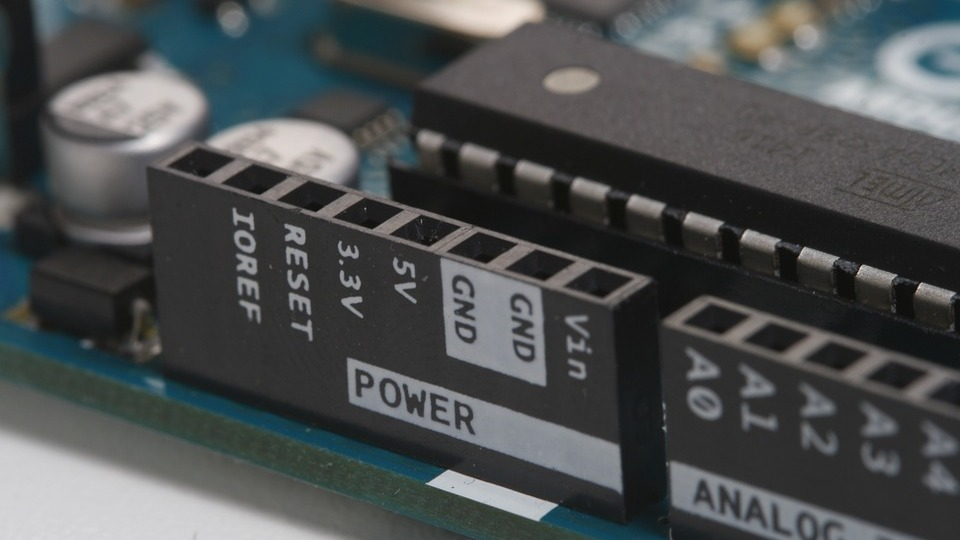 IOREF
RESET
3.3V
5V
GND
GND
Vin
POWER
A0
A1
A2
A3
A4
ANALOG